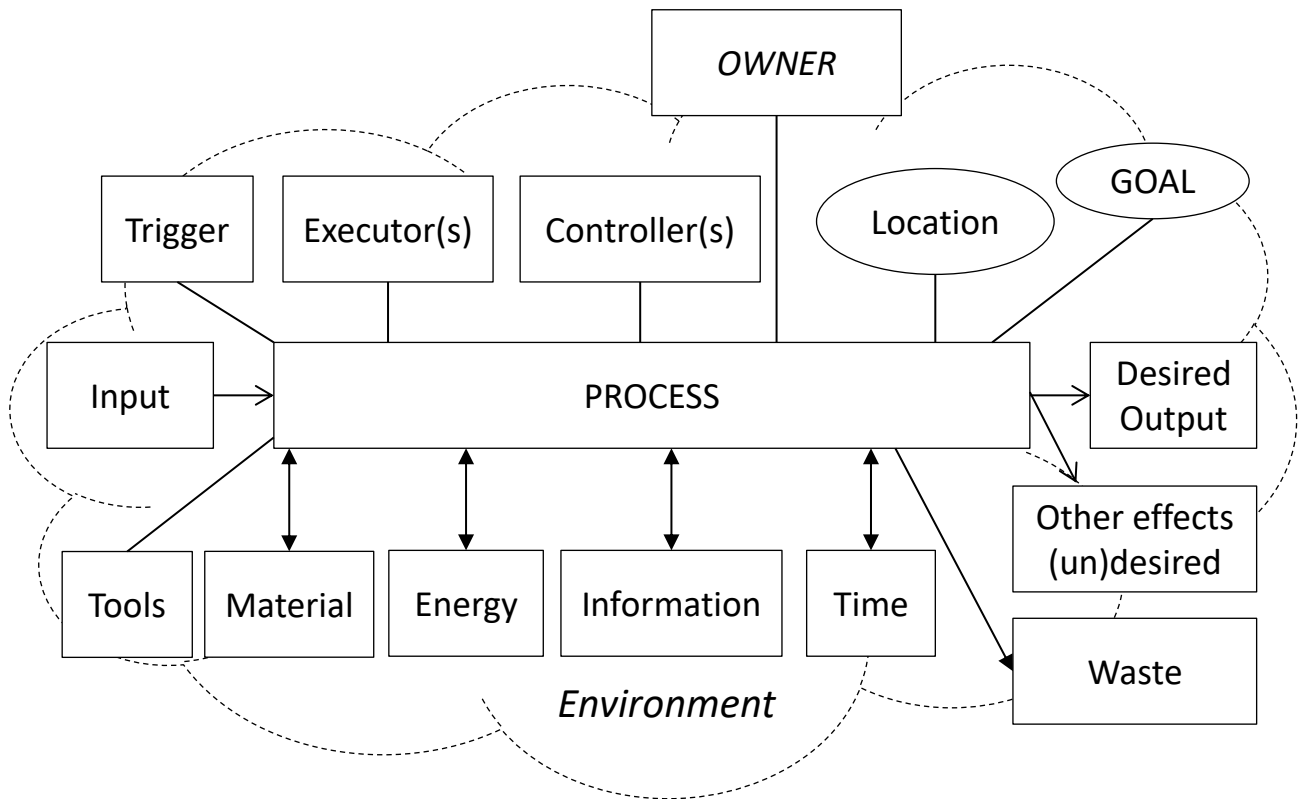 OWNER
GOAL
Trigger
Executor(s)
Controller(s)
Location
Input
PROCESS
Desired
Output
Other effects
(un)desired
Tools
Material
Energy
Information
Time
Waste
Environment